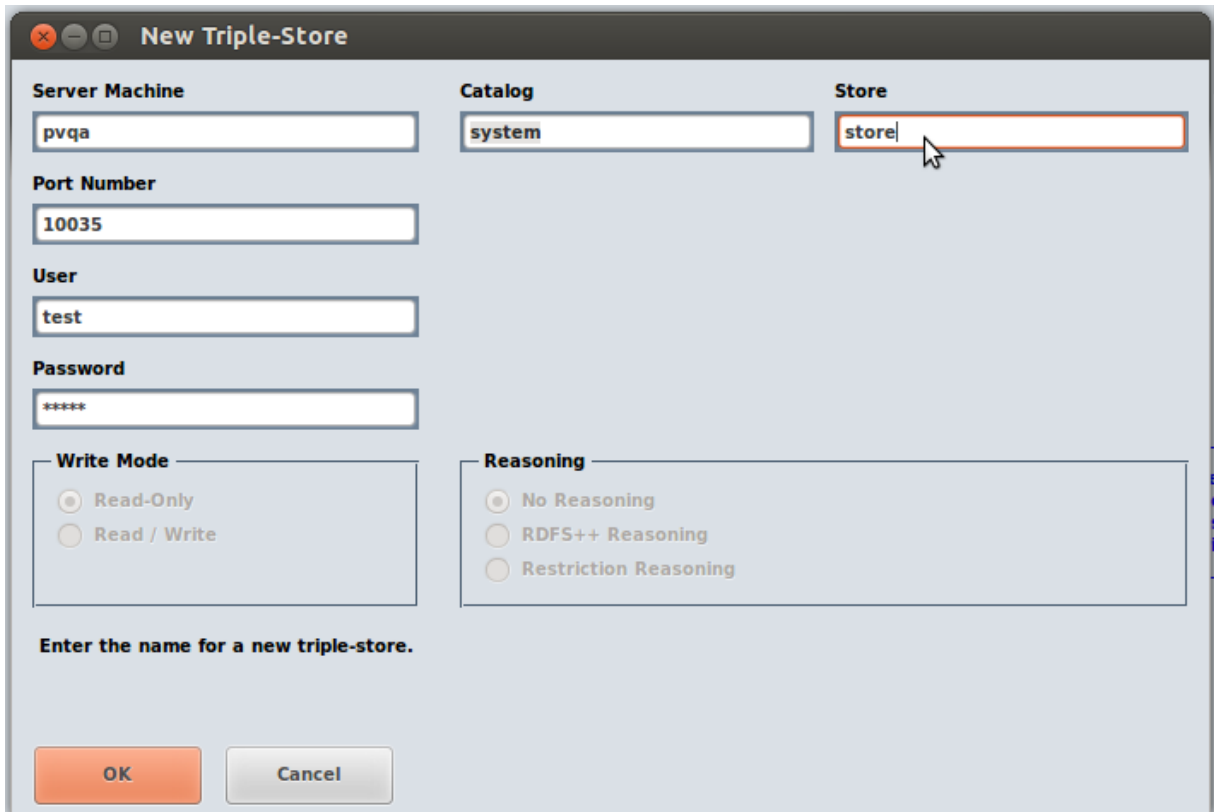 New Triple-Store
Server Machine
Catalog
Store
pvqa
system
store
Port Number
10035
User
test
Password
*****
Write Mode
Reasoning
Read-Only
No Reasoning
Read / Write
RDFS++ Reasoning
Restriction Reasoning
Enter the name for a new triple-store.
OK
Cancel